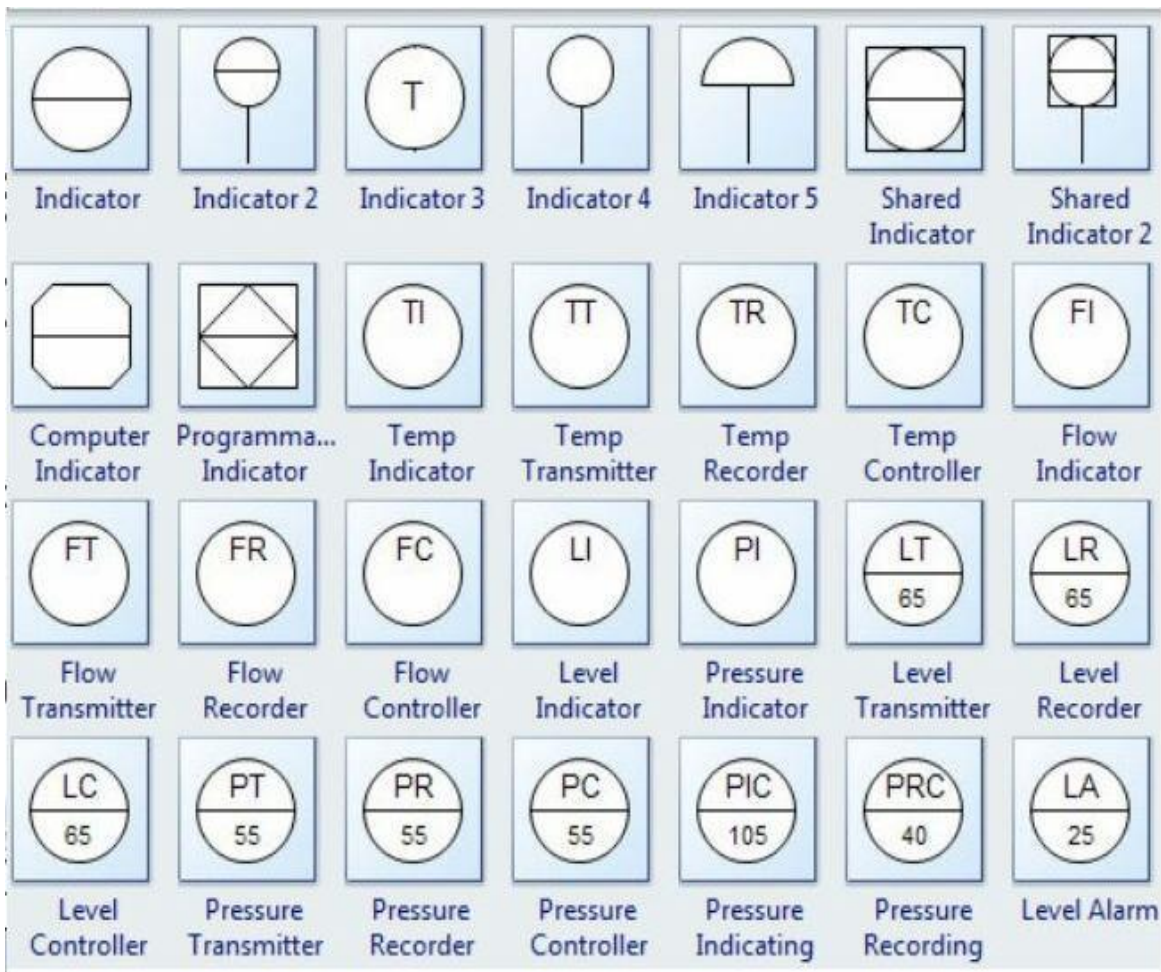 T
Indicator
Indicator 2
Indicator 3
Indicator 4
Indicator 5
Shared
Indicator
Shared
Indicator 2
TI
TT
TR
TC
FI
Computer
Indicator
Programma...
Indicator
Temp
Indicator
Temp
Transmitter
Temp
Recorder
Temp
Controller
Flow
Indicator
FT
FR
FC
LI
PI
LT
65
LR
65
Flow
Transmitter
Flow
Recorder
Flow
Controller
Level
Indicator
Pressure
Indicator
Level
Transmitter
Level
Recorder
LC
65
PT
55
PR
55
PC
55
PIC
105
PRC
40
LA
25
Level
Controller
Pressure
Transmitter
Pressure
Recorder
Pressure
Controller
Pressure
Indicating
Pressure
Recording
Level Alarm